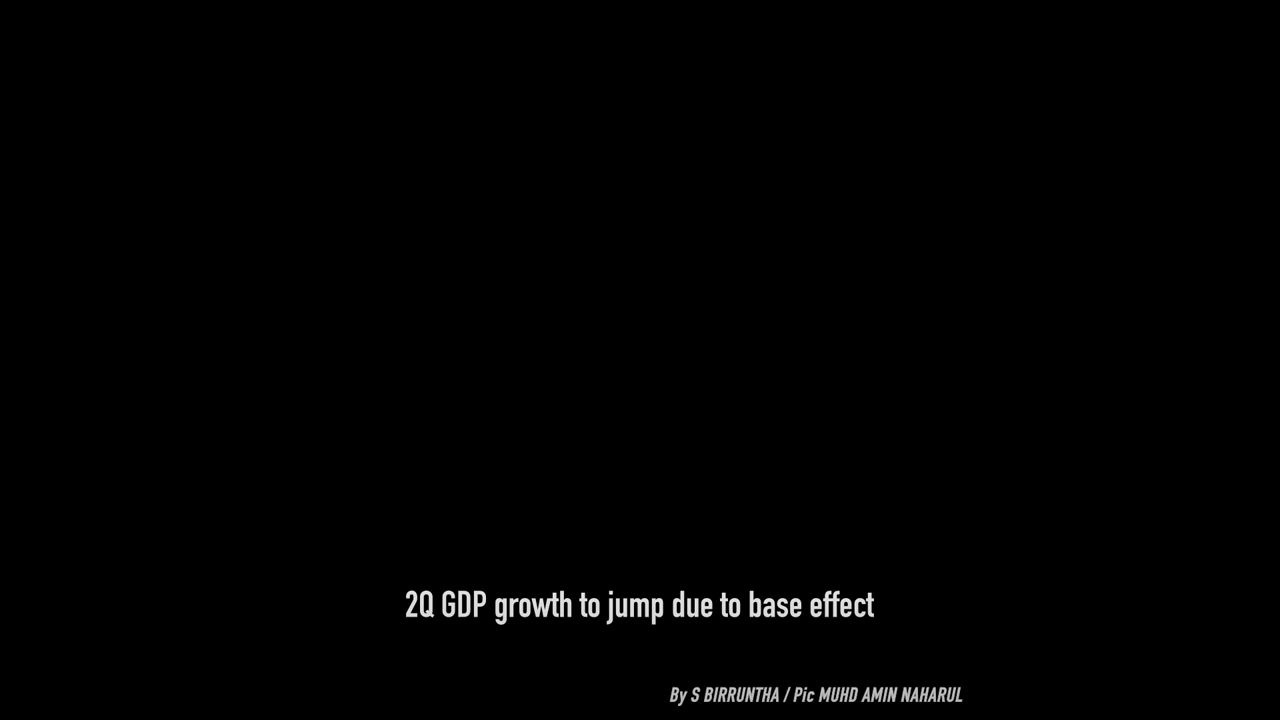 2Q GDP growth to jump due to base effect
By S BIRRUNTHA / Pic MUHD AMIN NAHARUL